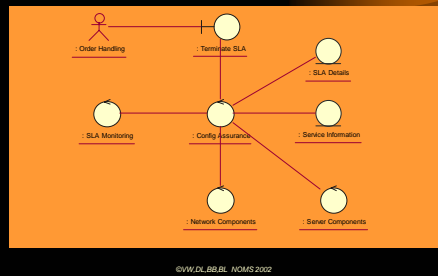 : Order Handling
: Terminate SLA
: SLA Details
: SLA Monitoring
: Config Assurance
: Service Information
: Network Components
: Server Components
©VW,DL,BB,BL NOMS 2002